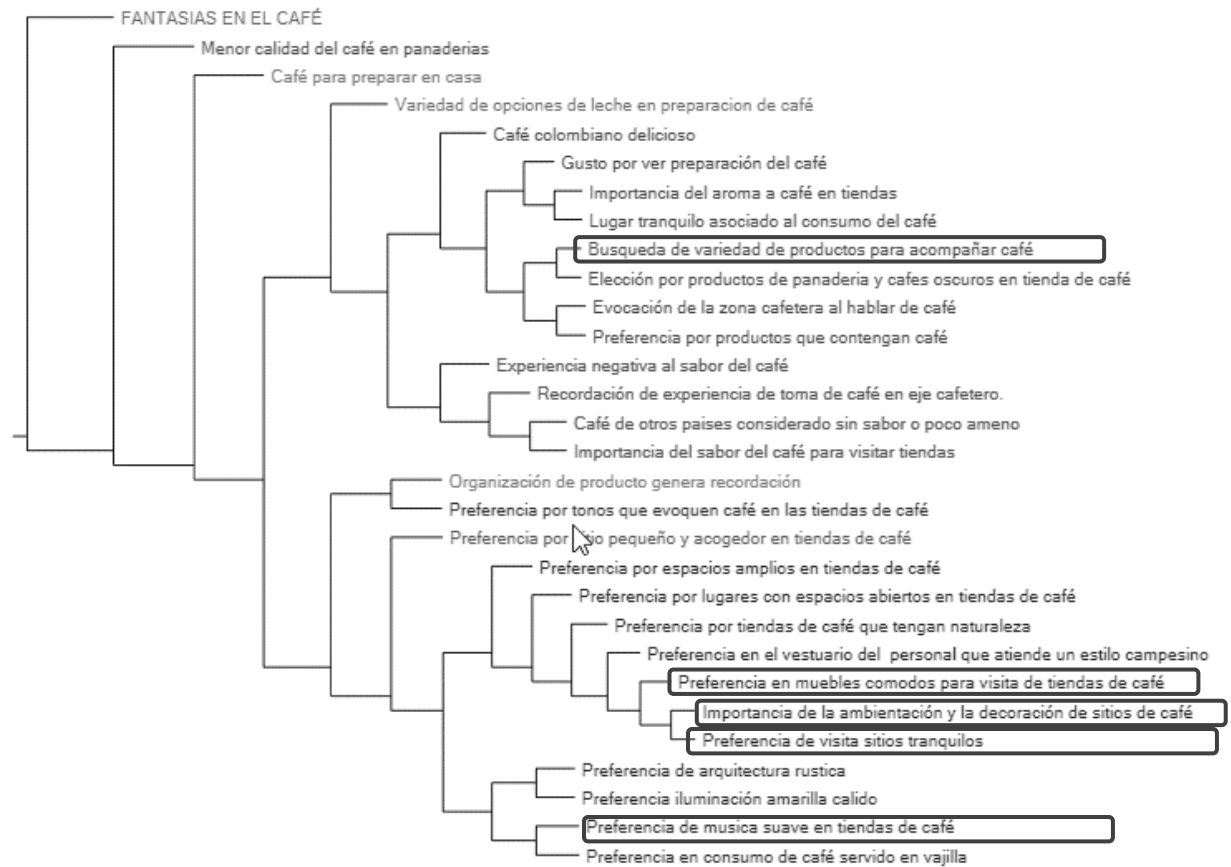 FANTASIAS EN EL CAFÉ
Menor calidad del café en panaderias
Café para preparar en casa
Variedad de opciones de leche en preparacion de café
Café colombiano delicioso
Gusto por ver preparación del café
Importancia del aroma a café en tiendas
Lugar tranquilo asociado al consumo del café
Busqueda de variedad de productos para acompañar café
Elección por productos de panaderia y cafes oscuros en tienda de café
Evocación de la zona cafetera al hablar de café
Preferencia por productos que contengan café
Experiencia negativa al sabor del café
Recordación de experiencia de toma de café en eje cafetero.
Café de otros paises considerado sin sabor o poco ameno
Importancia del sabor del café para visitar tiendas
Organización de producto genera recordación
Preferencia por tonos que evoquen café en las tiendas de café
Preferencia por pequeño y acogedor en tiendas de café
Preferencia por espacios amplios en tiendas de café
Preferencia por lugares con espacios abiertos en tiendas de café
Preferencia por tiendas de café que tengan naturaleza
Preferencia en el vestuario del personal que atiende un estilo campesino
Preferencia en muebles comodos para visita de tiendas de café
Importancia de la ambientación y la decoración de sitios de café
Preferencia de visita sitios tranquilos
Preferencia de arquitectura rustica
Preferencia iluminación amarilla calido
Preferencia de musica suave en tiendas de café
Preferencia en consumo de café servido en vajilla